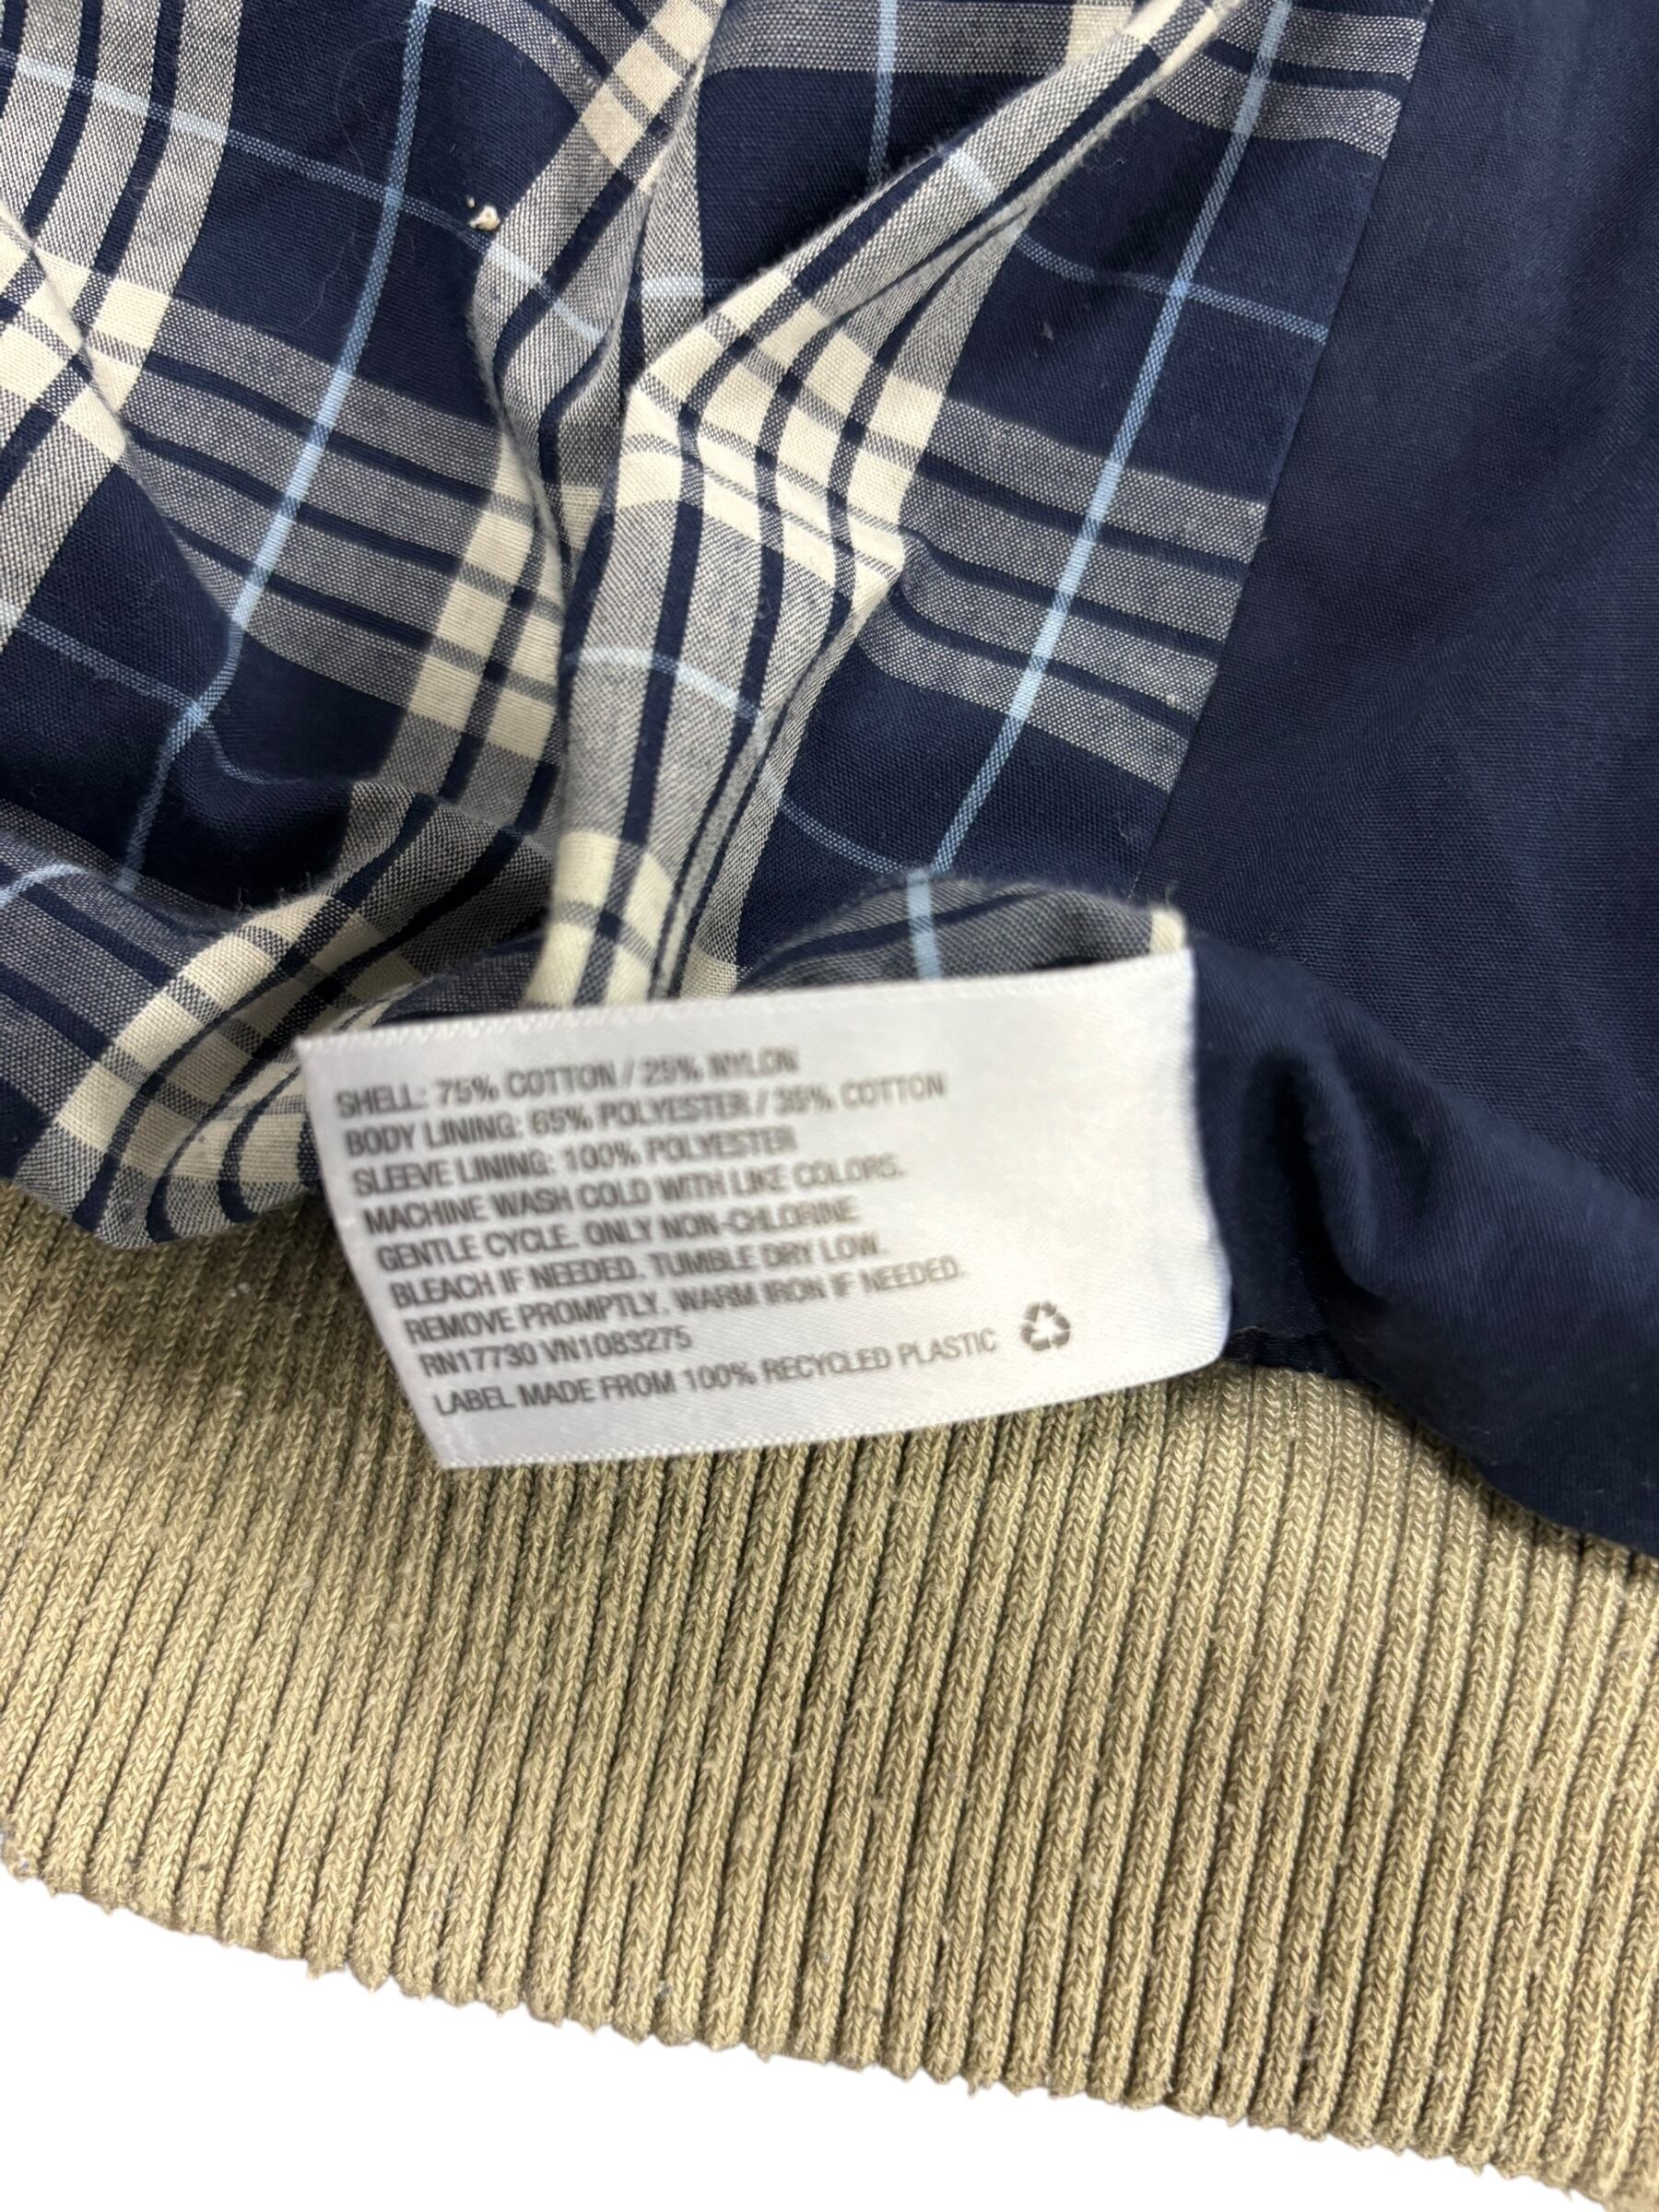 SHELL: 75% COTTON / 25% NYLON
BODY LINING: 65% POLYESTER / 35% COTTON
SLEEVE LINING: 100% POLYESTER
MACHINE WASH COLD WITH LIKE COLORS.
GENTLE CYCLE. ONLY NON-CHLORINE
BLEACH IF NEEDED. TUMBLE DRY LOW.
REMOVE PROMPTLY. WARM IRON IF NEEDED.
RN17730 VN1083275
LABEL MADE FROM 100% RECYCLED PLASTIC